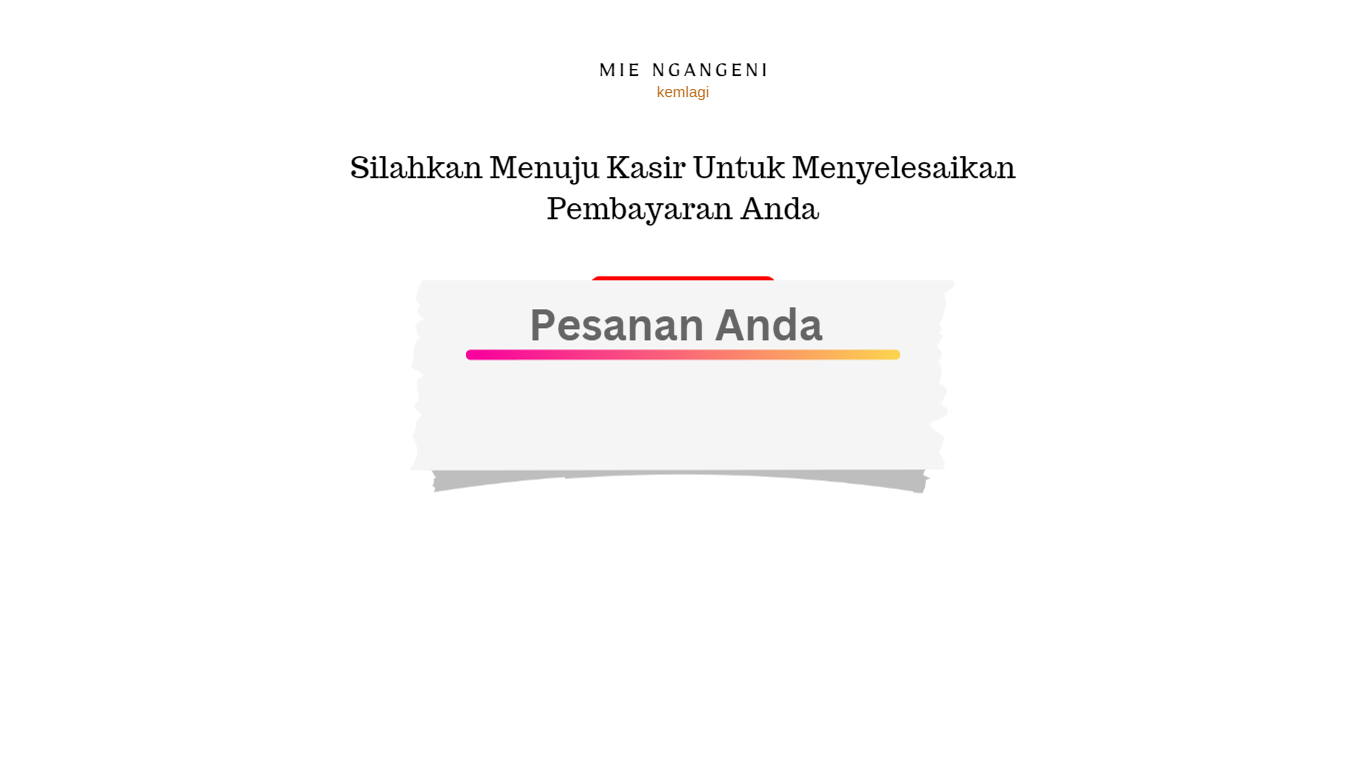 MIE NGANGENI
kemlagi
Silahkan Menuju Kasir Untuk Menyelesaikan
Pembayaran Anda
Pesanan Anda